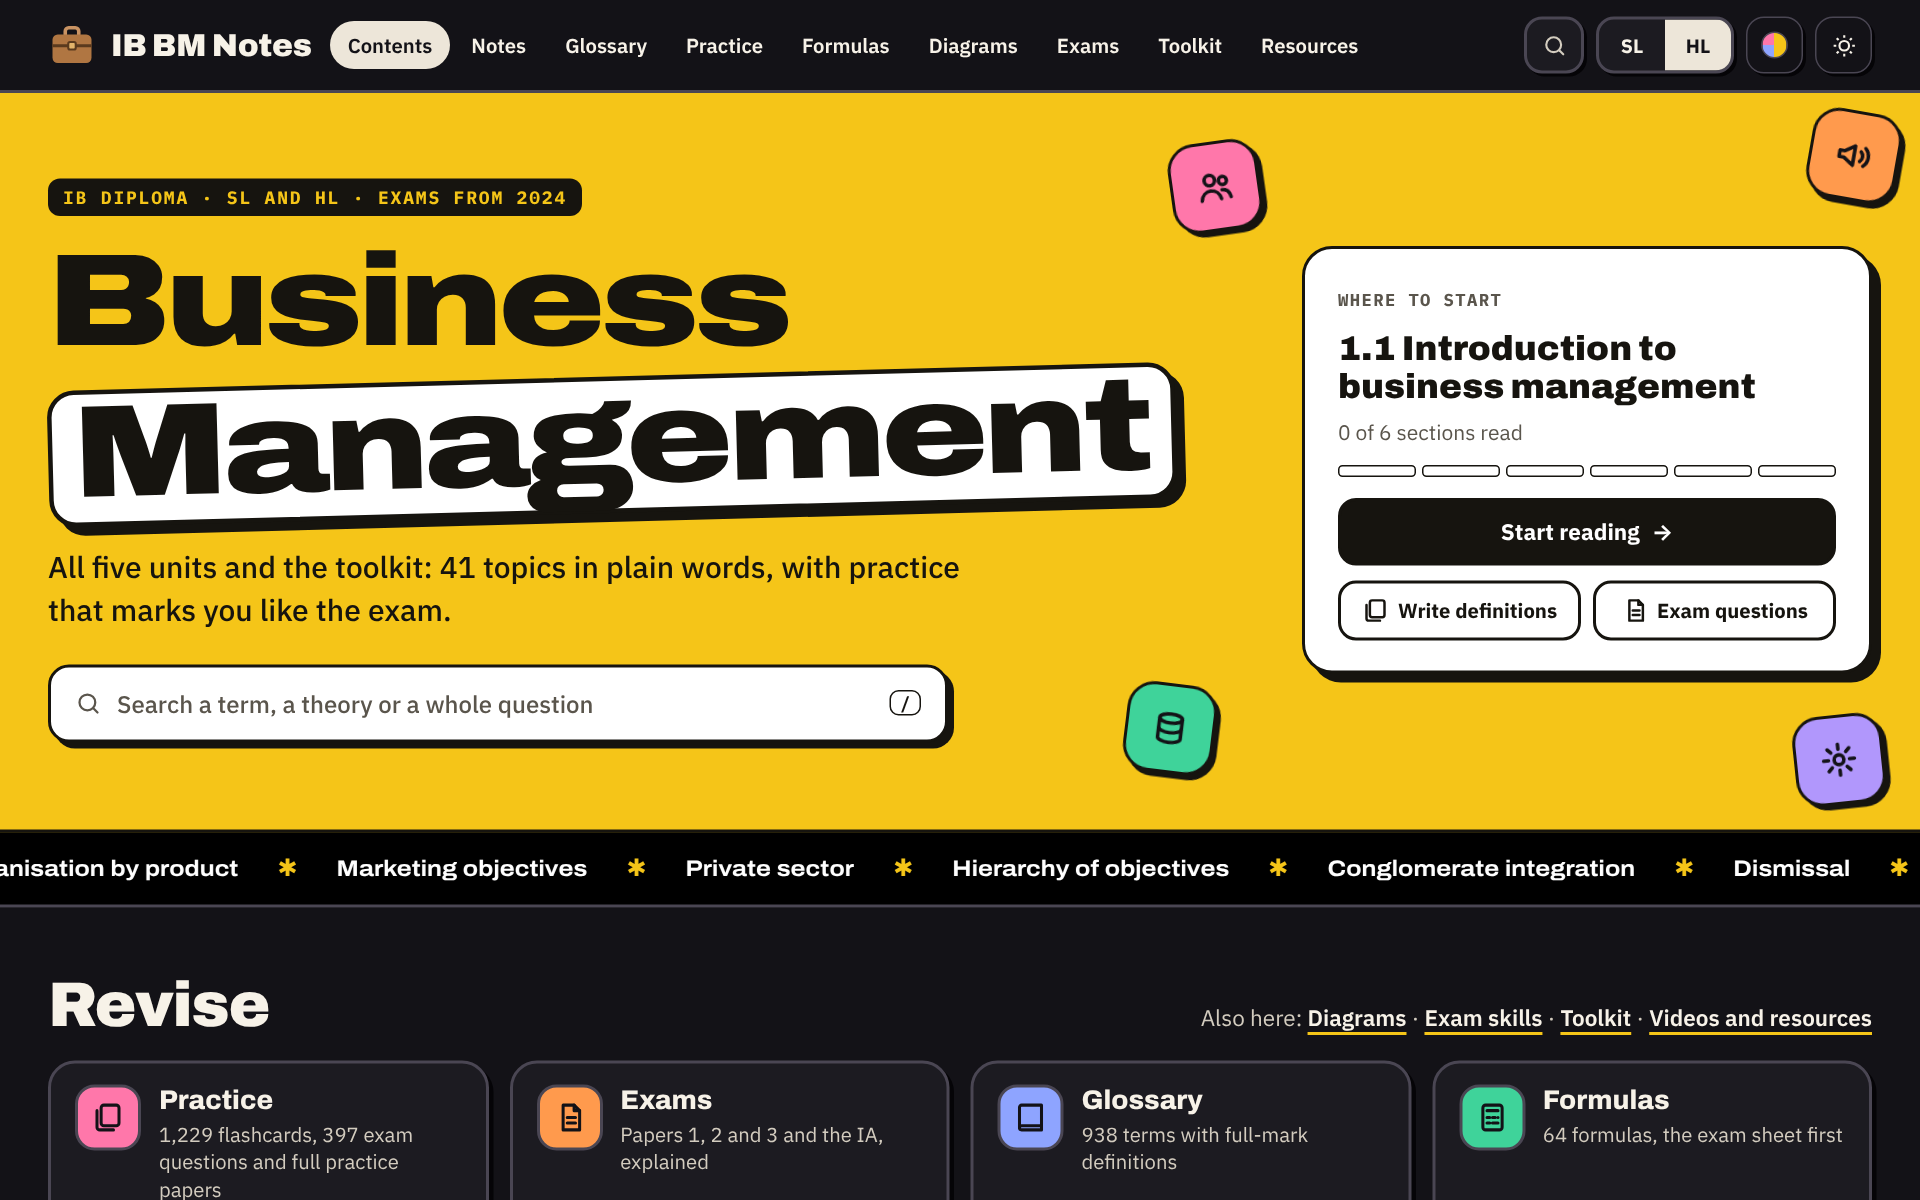 IB BM Notes
Contents
Notes
Glossary
Practice
Formulas
Diagrams
Exams
Toolkit
Resources
SL
HL
IB DIPLOMA · SL AND HL · EXAMS FROM 2024
Business
Management
All five units and the toolkit: 41 topics in plain words, with practice
that marks you like the exam.
Search a term, a theory or a whole question
/
WHERE TO START
1.1 Introduction to
business management
0 of 6 sections read
Start reading →
Write definitions
Exam questions
anisation by product * Marketing objectives * Private sector * Hierarchy of objectives * Conglomerate integration * Dismissal *
Revise
Also here: Diagrams · Exam skills · Toolkit · Videos and resources
Practice
1,229 flashcards, 397 exam
questions and full practice
papers
Exams
Papers 1, 2 and 3 and the IA,
explained
Glossary
938 terms with full-mark
definitions
Formulas
64 formulas, the exam sheet first